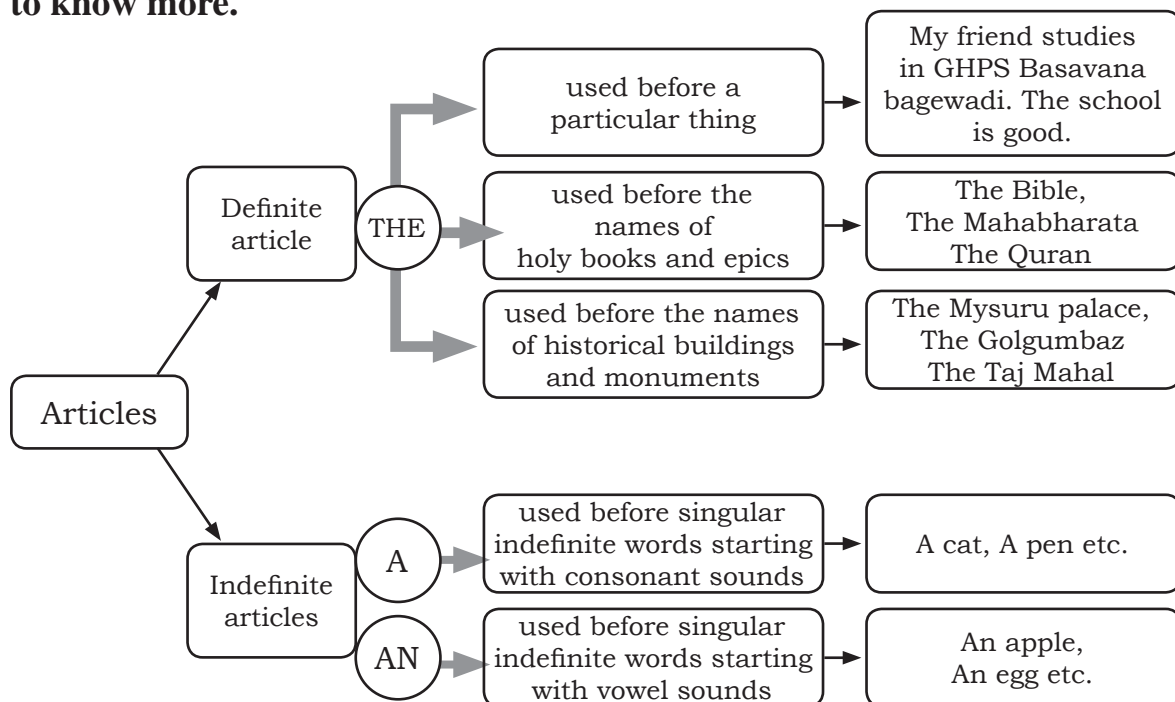 to know more.
Articles
Definite
article
THE
used before a
particular thing
My friend studies
in GHPS Basavana
bagewadi. The school
is good.
used before the
names of
holy books and epics
The Bible,
The Mahabharata
The Quran
used before the names
of historical buildings
and monuments
The Mysuru palace,
The Golgumbaz
The Taj Mahal
Indefinite
articles
A
used before singular
indefinite words starting
with consonant sounds
A cat, A pen etc.
AN
used before singular
indefinite words starting
with vowel sounds
An apple,
An egg etc.